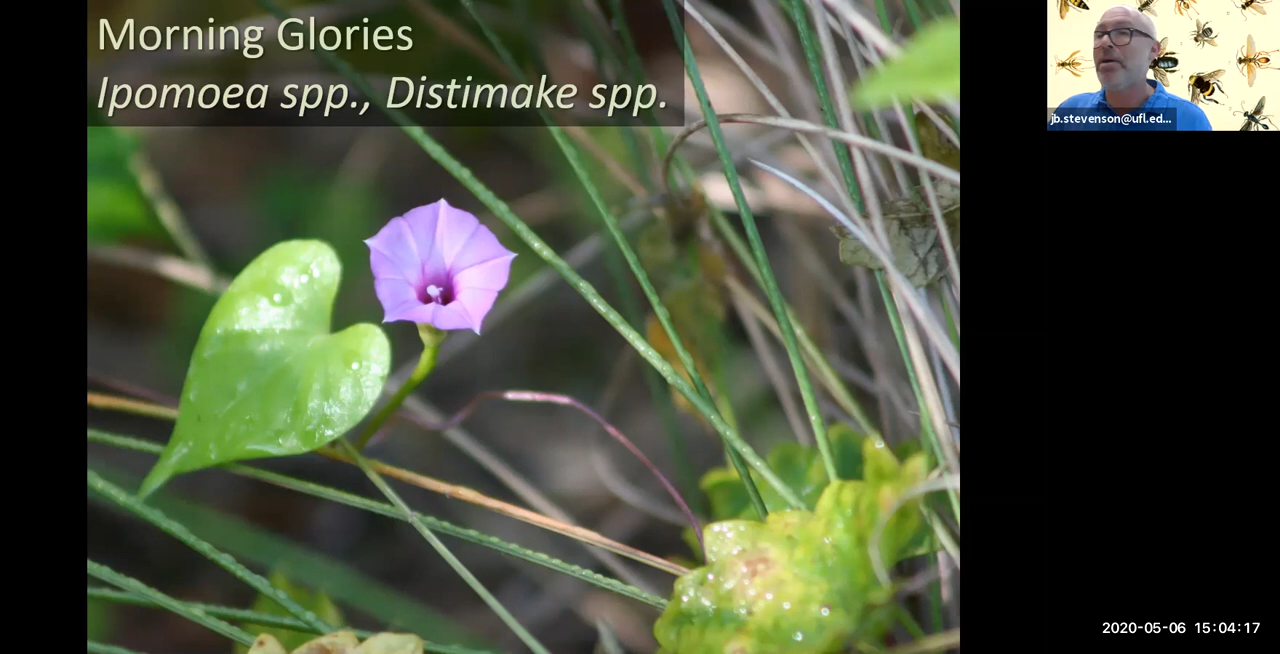 Morning Glories
Ipomoea spp., Distimake spp.
jb.stevenson@ufl.ed...
2020-05-06 15:04:17